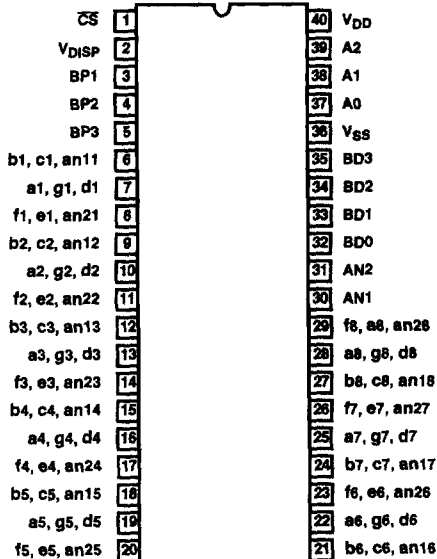 CS 1 40 VDD
VDISP 2 39 A2
BP1 3 38 A1
BP2 4 37 A0
BP3 5 36 VSS
b1, c1, an11 6 35 BD3
a1, g1, d1 7 34 BD2
f1, e1, an21 8 33 BD1
b2, c2, an12 9 32 BD0
a2, g2, d2 10 31 AN2
f2, e2, an22 11 30 AN1
b3, c3, an13 12 29 f8, a8, an28
a3, g3, d3 13 28 a8, g8, d8
f3, e3, an23 14 27 b8, c8, an18
b4, c4, an14 15 26 f7, e7, an27
a4, g4, d4 16 25 a7, g7, d7
f4, e4, an24 17 24 b7, c7, an17
b5, c5, an15 18 23 f6, e6, an26
a5, g5, d5 19 22 a6, g6, d6
f5, e5, an25 20 21 b6, c6, an16